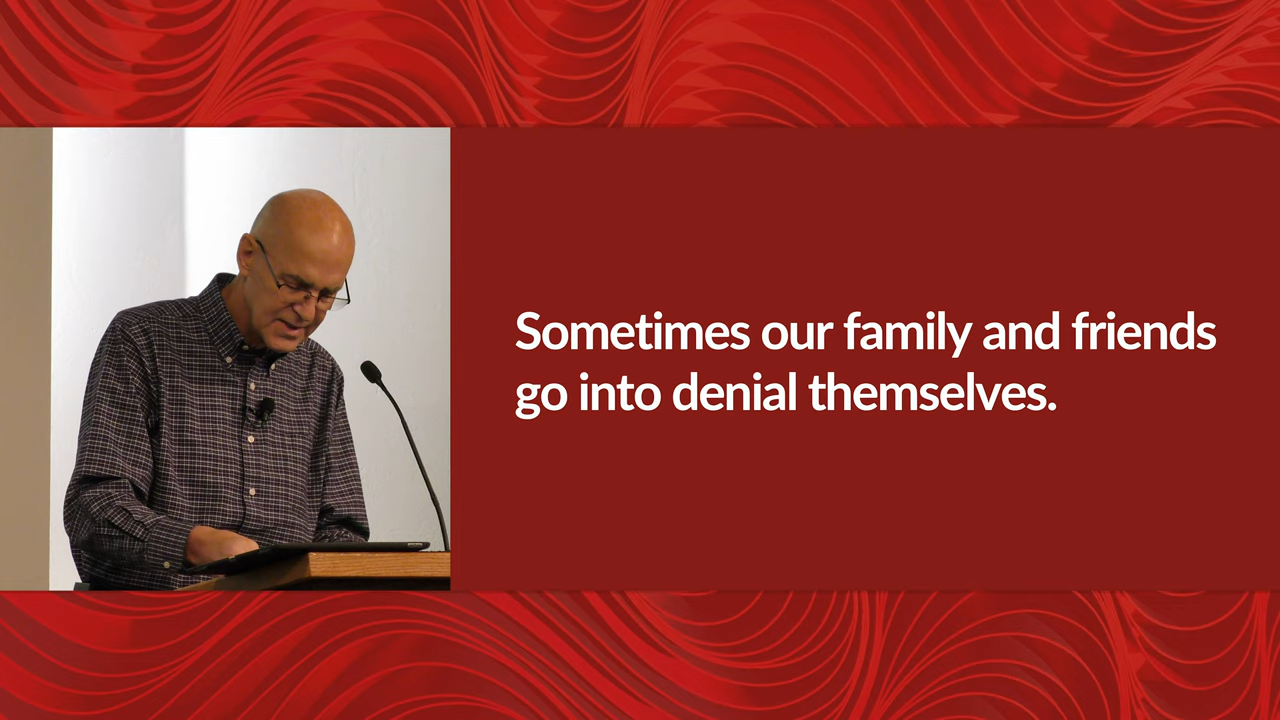 Sometimes our family and friends
go into denial themselves.